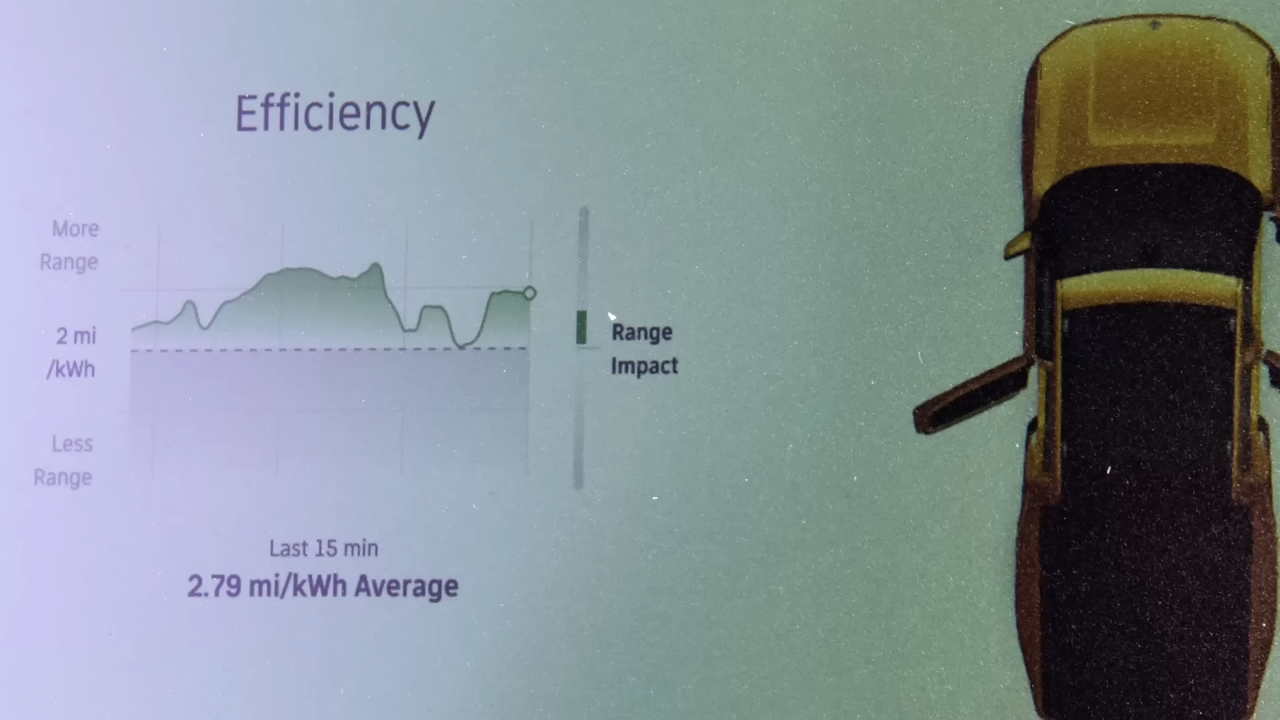 Efficiency
More
Range
2 mi
/kWh
Less
Range
Range
Impact
Last 15 min
2.79 mi/kWh Average